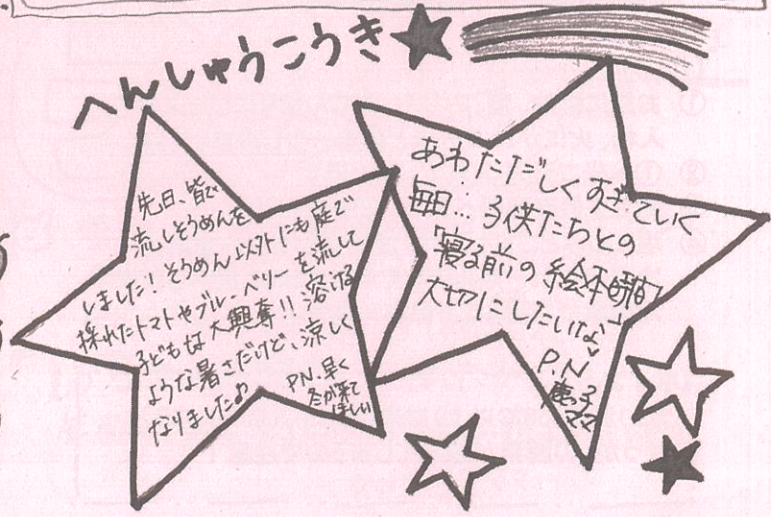 へんしゅうこうき
先日、皆で
流しそうめんを
しました！そうめん以外にも庭で
採れたトマトやブルーベリーを流して
子どもは大興奮!!溶ける
ような暑さだけど、涼しく
なりました♪
P.N.早く
冬が来て
ほしい
あわただしくすぎていく
毎日…子供たちとの
「寝る前の絵本時間」
大切にしたいな
P.N
ママ